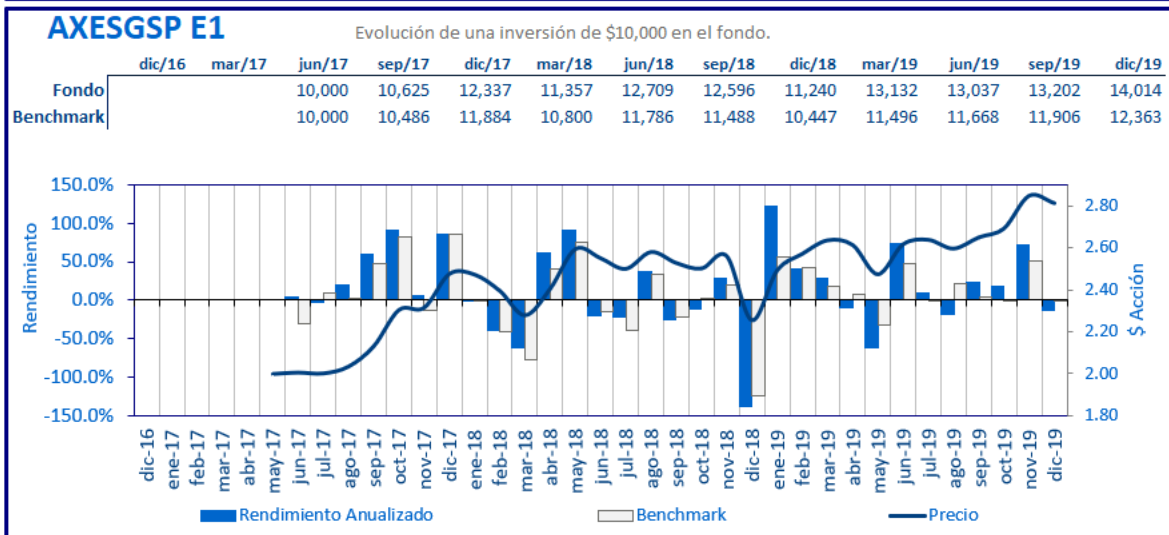 AXESGSP E1
Evolución de una inversión de $10,000 en el fondo.
dic/16 mar/17 jun/17 sep/17 dic/17 mar/18 jun/18 sep/18 dic/18 mar/19 jun/19 sep/19 dic/19
Fondo 10,000 10,625 12,337 11,357 12,709 12,596 11,240 13,132 13,037 13,202 14,014
Benchmark 10,000 10,486 11,884 10,800 11,786 11,488 10,447 11,496 11,668 11,906 12,363
Rendimiento
150.0%
100.0%
50.0%
0.0%
-50.0%
-100.0%
-150.0%
2.80
2.60
2.40
2.20
2.00
1.80
$ Acción
dic-16
ene-17
feb-17
mar-17
abr-17
may-17
jun-17
jul-17
ago-17
sep-17
oct-17
nov-17
dic-17
ene-18
feb-18
mar-18
abr-18
may-18
jun-18
jul-18
ago-18
sep-18
oct-18
nov-18
dic-18
ene-19
feb-19
mar-19
abr-19
may-19
jun-19
jul-19
ago-19
sep-19
oct-19
nov-19
dic-19
Rendimiento Anualizado Benchmark Precio